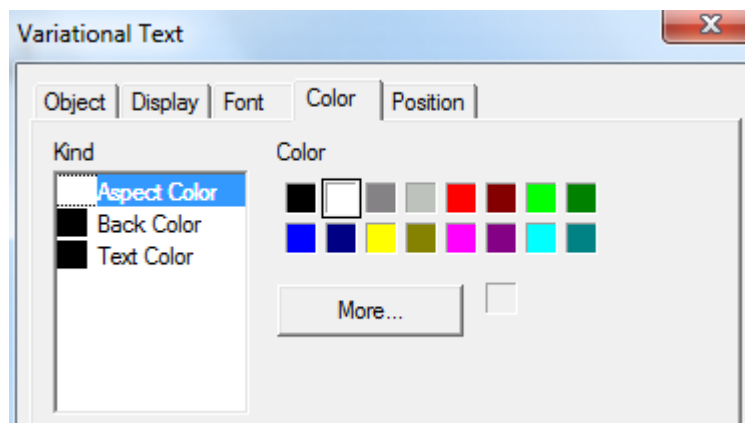 Variational Text
Object Display Font Color Position
Kind Color
Aspect Color
Back Color
Text Color
More...